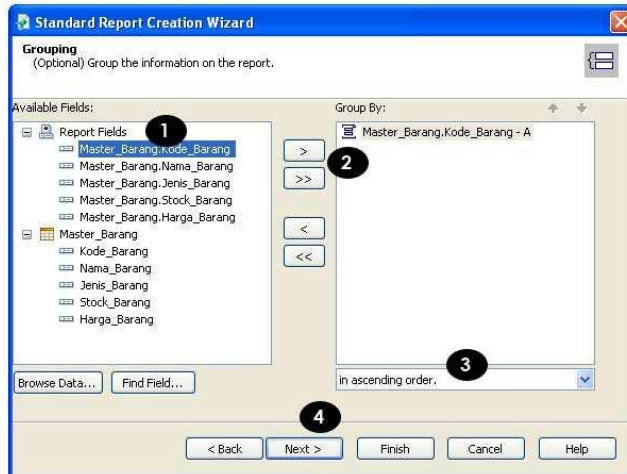 Standard Report Creation Wizard
Grouping
(Optional) Group the information on the report.
Available Fields:
Group By:
Report Fields
1
Master_Barang.Kode_Barang
Master_Barang.Nama_Barang
Master_Barang.Jenis_Barang
Master_Barang.Stock_Barang
Master_Barang.Harga_Barang
Master_Barang
Kode_Barang
Nama_Barang
Jenis_Barang
Stock_Barang
Harga_Barang
>
2
>>
<
<<
Master_Barang.Kode_Barang - A
3
in ascending order.
Browse Data...
Find Field...
4
< Back
Next >
Finish
Cancel
Help